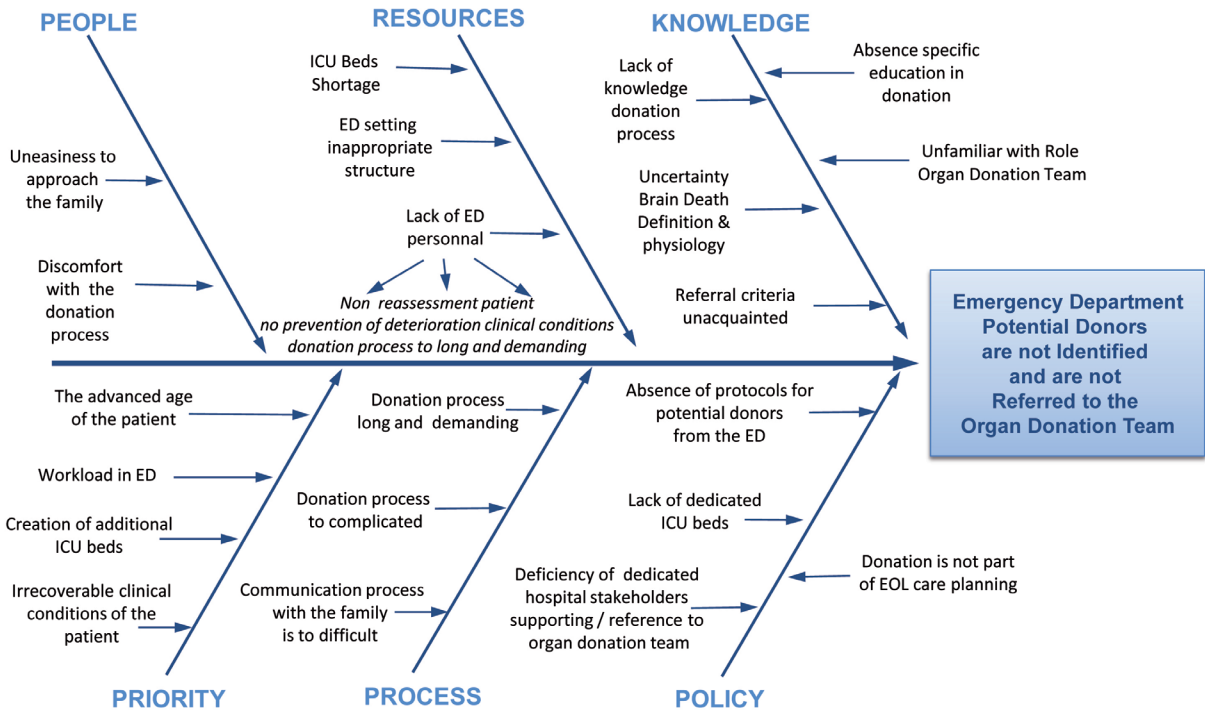 PEOPLE
Uneasiness to
approach
the family
Discomfort
with the
donation
process
RESOURCES
ICU Beds
Shortage
ED setting
inappropriate
structure
Lack of ED
personnal
Non reassessment patient
no prevention of deterioration clinical conditions
donation process to long and demanding
KNOWLEDGE
Lack of
knowledge
donation
process
Absence specific
education in
donation
Unfamiliar with Role
Organ Donation Team
Uncertainty
Brain Death
Definition &
physiology
Referral criteria
unacquainted
Emergency Department
Potential Donors
are not Identified
and are not
Referred to the
Organ Donation Team
The advanced age
of the patient
Workload in ED
Creation of additional
ICU beds
Irrecoverable clinical
conditions of the
patient
PRIORITY
Donation process
long and demanding
Donation process
to complicated
Communication process
with the family
is to difficult
PROCESS
Absence of protocols for
potential donors
from the ED
Lack of dedicated
ICU beds
Donation is not part
of EOL care planning
Deficiency of dedicated
hospital stakeholders
supporting / reference to
organ donation team
POLICY